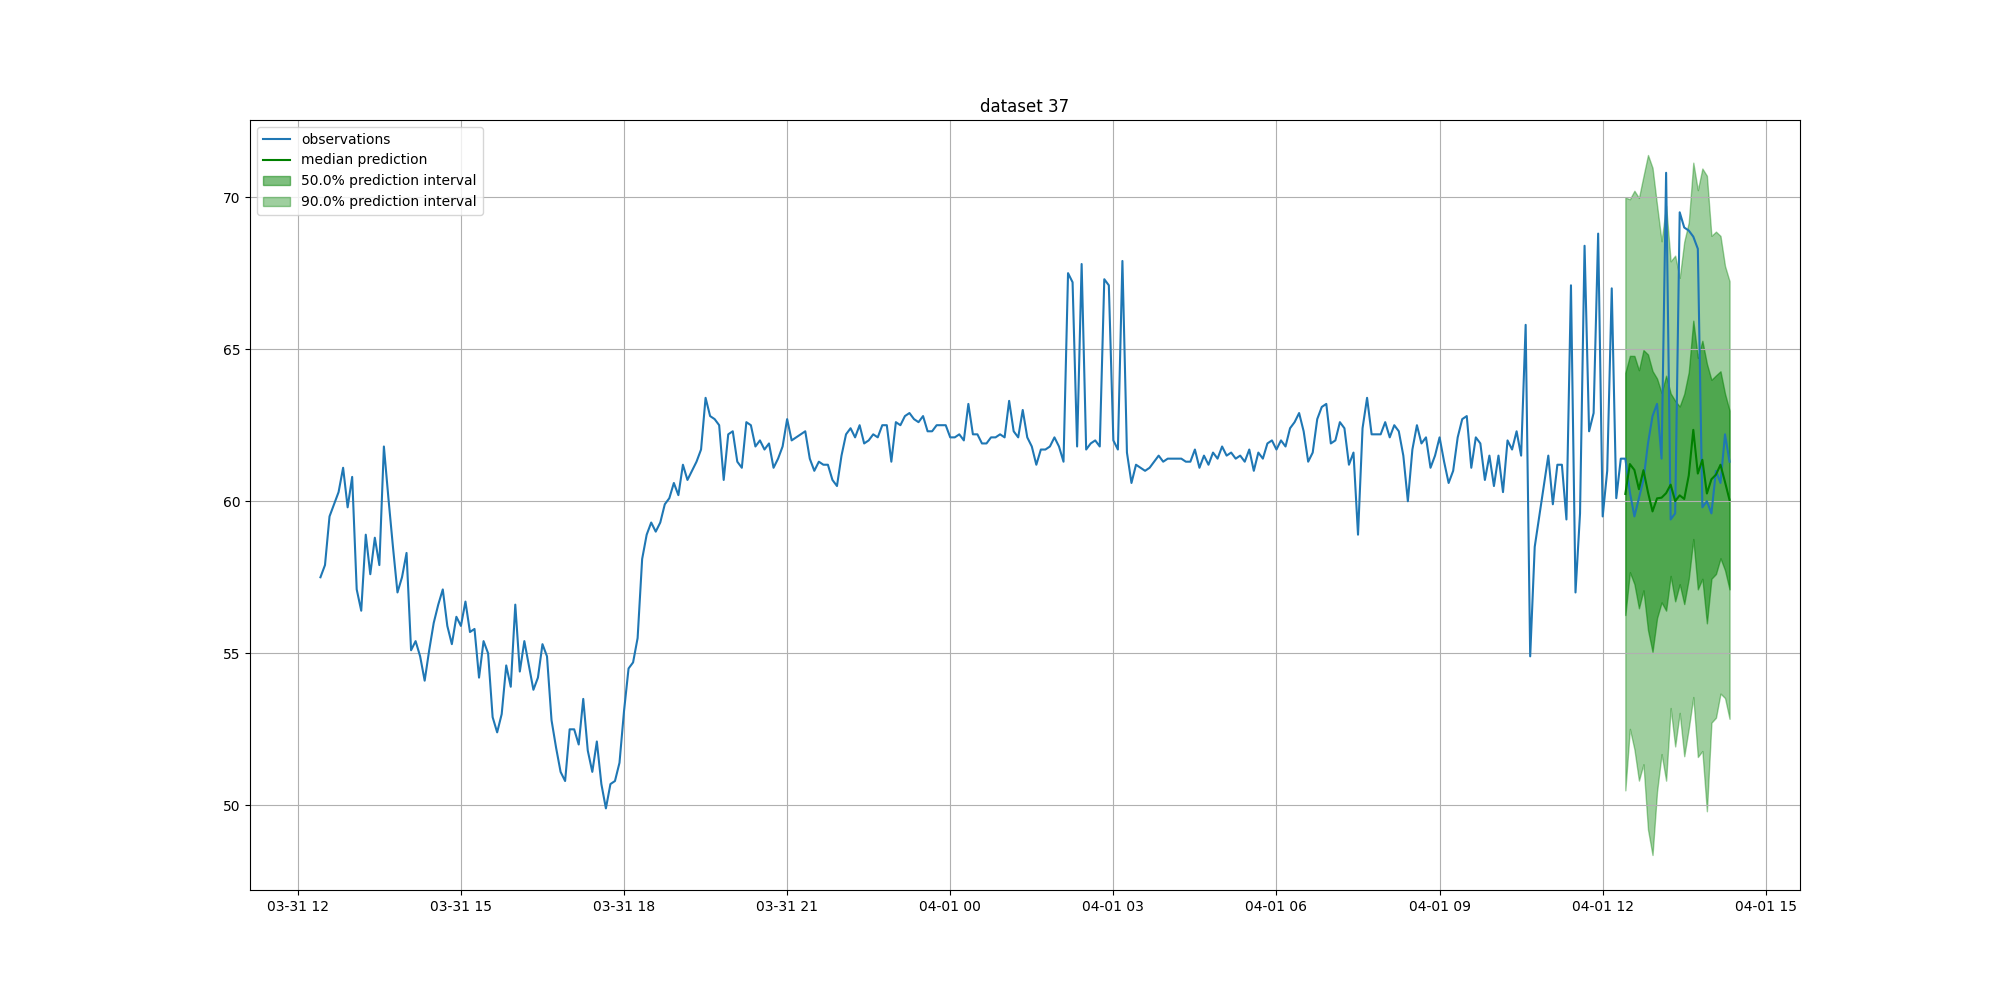 dataset 37
observations
median prediction
50.0% prediction interval
90.0% prediction interval
70
65
60
55
50
03-31 12 03-31 15 03-31 18 03-31 21 04-01 00 04-01 03 04-01 06 04-01 09 04-01 12 04-01 15